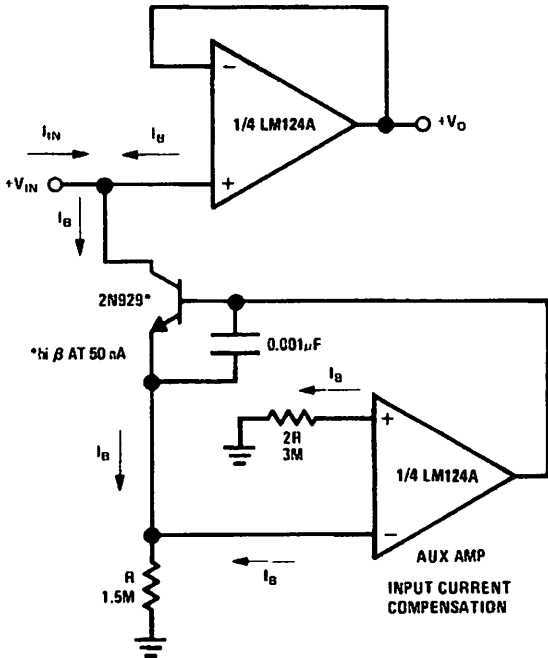 −
1/4 LM124A
+V₀
I_IN
I_B
+V_IN
+
I_B
2N929*
*hi β AT 50 nA
0.001μF
I_B
2R
3M
+
1/4 LM124A
I_B
−
I_B
AUX AMP
R
1.5M
INPUT CURRENT
COMPENSATION